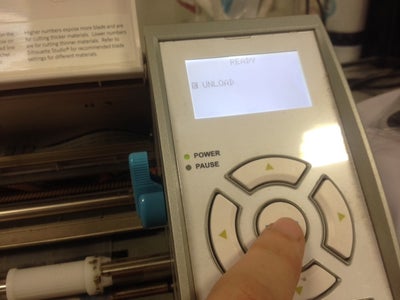 Higher numbers expose more blade and are
for cutting thicker materials. Lower numbers
are for cutting thinner materials. Refer to
Silhouette Studio® for recommended blade
settings for different materials.
READY
UNLOAD
POWER
PAUSE